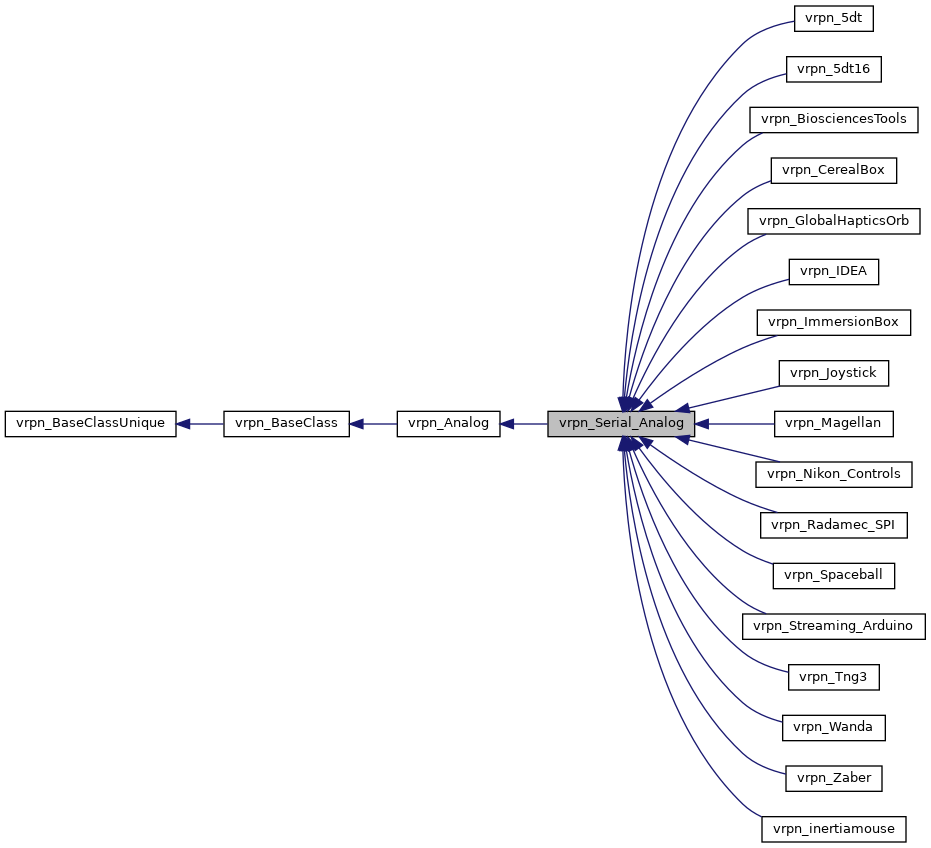 vrpn_5dt
vrpn_5dt16
vrpn_BiosciencesTools
vrpn_CerealBox
vrpn_GlobalHapticsOrb
vrpn_IDEA
vrpn_ImmersionBox
vrpn_Joystick
vrpn_BaseClassUnique
vrpn_BaseClass
vrpn_Analog
vrpn_Serial_Analog
vrpn_Magellan
vrpn_Nikon_Controls
vrpn_Radamec_SPI
vrpn_Spaceball
vrpn_Streaming_Arduino
vrpn_Tng3
vrpn_Wanda
vrpn_Zaber
vrpn_inertiamouse